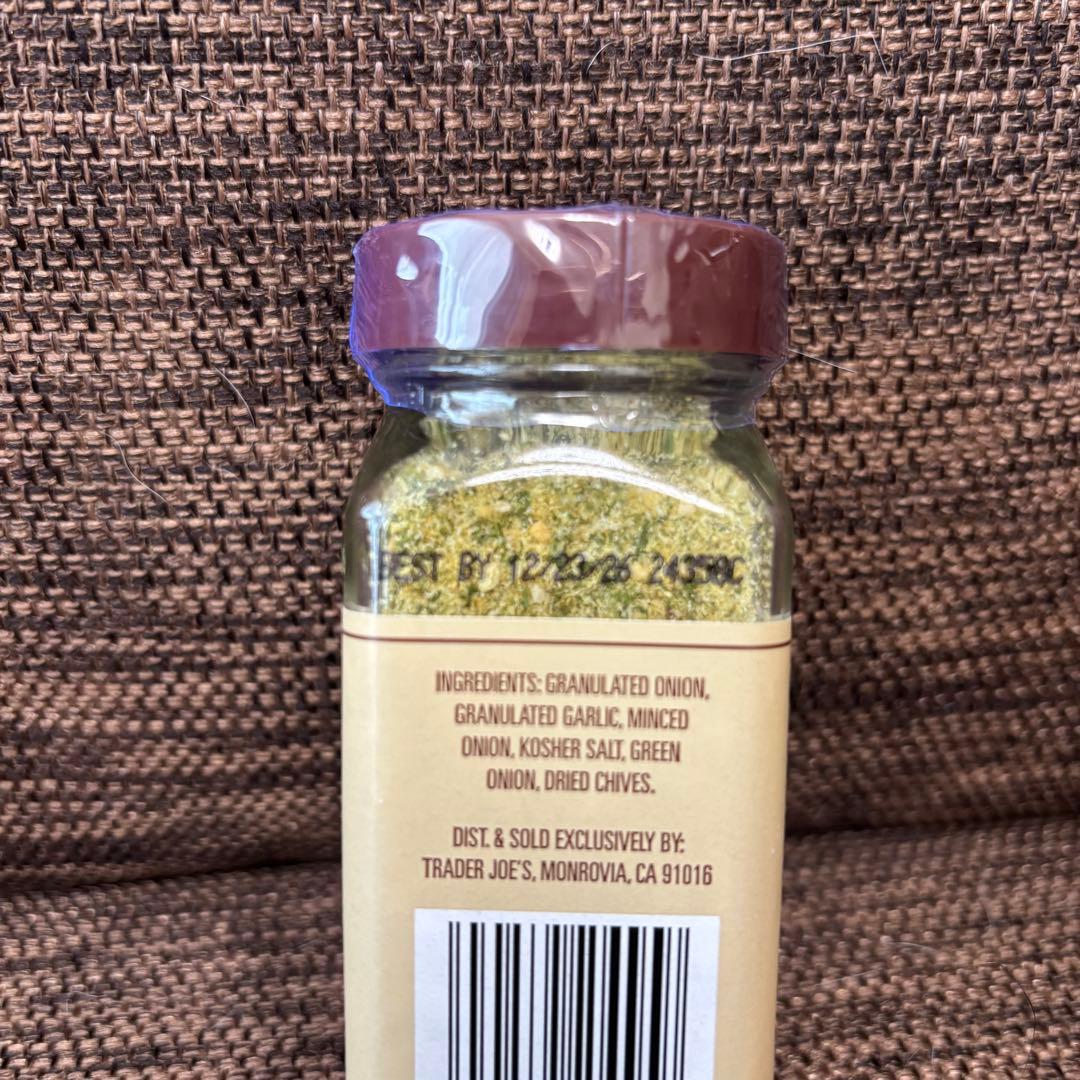 BEST BY 12/23/26 24358C
INGREDIENTS: GRANULATED ONION,
GRANULATED GARLIC, MINCED
ONION, KOSHER SALT, GREEN
ONION, DRIED CHIVES.
DIST. & SOLD EXCLUSIVELY BY:
TRADER JOE'S, MONROVIA, CA 91016